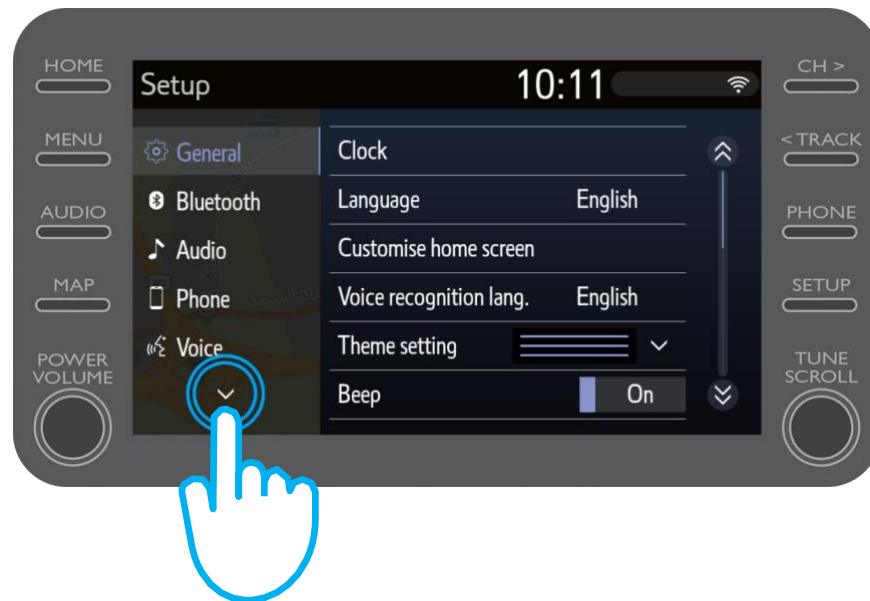 HOME
MENU
AUDIO
MAP
POWER
VOLUME
Setup 10:11
General
Bluetooth
Audio
Phone
Voice
Clock
Language English
Customise home screen
Voice recognition lang. English
Theme setting
Beep On
CH >
< TRACK
PHONE
SETUP
TUNE
SCROLL